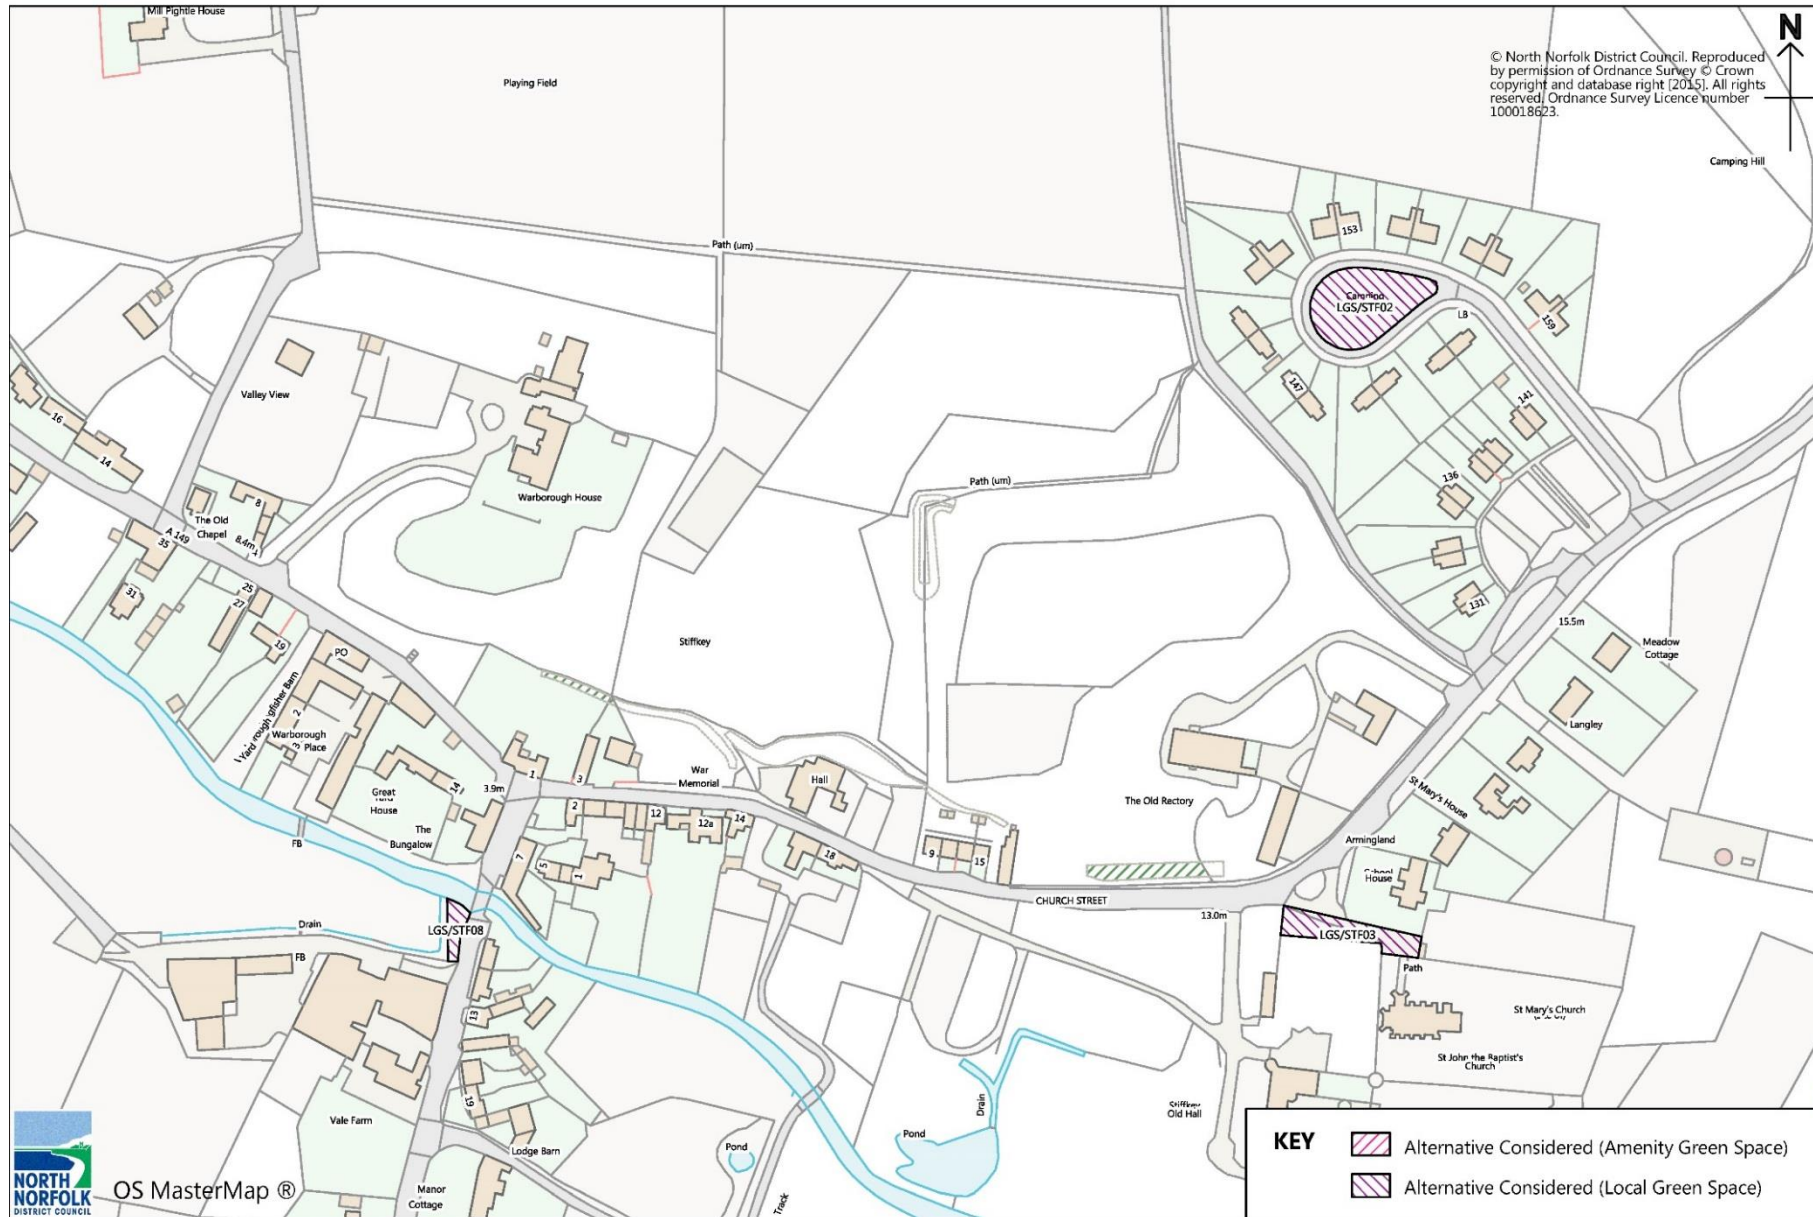 Mill Pightle House
Playing Field
N
© North Norfolk District Council. Reproduced
by permission of Ordnance Survey © Crown
copyright and database right [2015]. All rights
reserved. Ordnance Survey Licence number
100018623.
Camping Hill
153
Path (um)
LGS/STF02
LB
159
147
141
Valley View
16
14
Warborough House
Path (um)
136
8
The Old
Chapel
8.4m
A 149
35
31
25
27
19
131
15.5m
Meadow
Cottage
Stiffkey
PO
2
Warborough
Place
3
Langley
War
Memorial
Hall
1
3
3.9m
14
Great
House
The
Bungalow
FB
2
12
12a
14
18
The Old Rectory
St Mary's House
Armingland
7
5
1
9
15
House
CHURCH STREET
13.0m
LGS/STF08
LGS/STF03
Drain
FB
Path
St Mary's Church
13
St John the Baptist's
Church
19
Drain
Old Hall
Vale Farm
Lodge Barn
Pond
Pond
Manor
Cottage
Track
NORTH
NORFOLK
DISTRICT COUNCIL
OS MasterMap ®
KEY
Alternative Considered (Amenity Green Space)
Alternative Considered (Local Green Space)